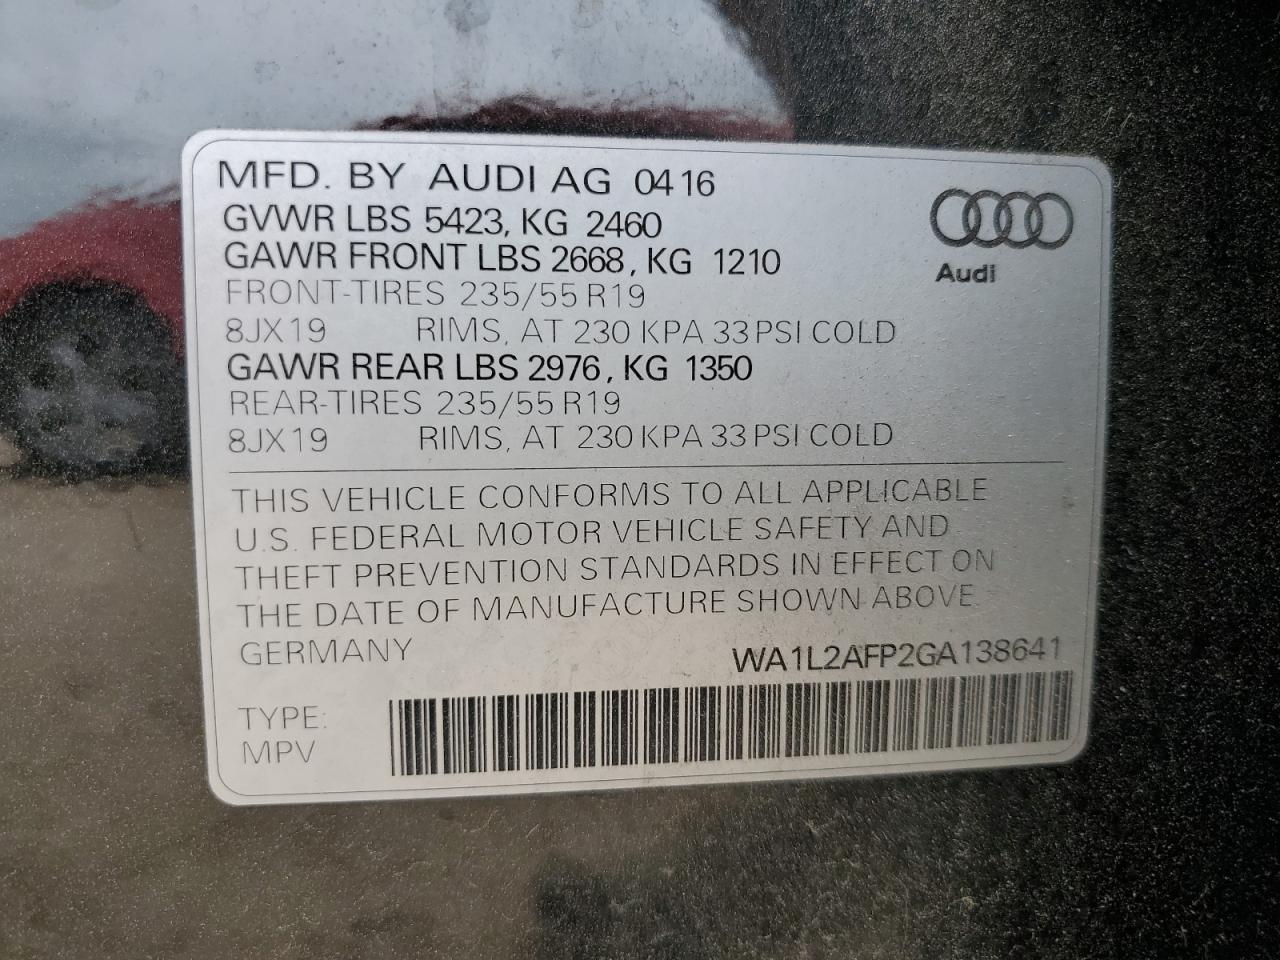 MFD. BY AUDI AG 0416
GVWR LBS 5423, KG 2460
GAWR FRONT LBS 2668, KG 1210
FRONT-TIRES 235/55 R19
8JX19 RIMS, AT 230 KPA 33 PSI COLD
GAWR REAR LBS 2976, KG 1350
REAR-TIRES 235/55 R19
8JX19 RIMS, AT 230 KPA 33 PSI COLD
Audi
THIS VEHICLE CONFORMS TO ALL APPLICABLE
U.S. FEDERAL MOTOR VEHICLE SAFETY AND
THEFT PREVENTION STANDARDS IN EFFECT ON
THE DATE OF MANUFACTURE SHOWN ABOVE
GERMANY WA1L2AFP2GA138641
TYPE:
MPV